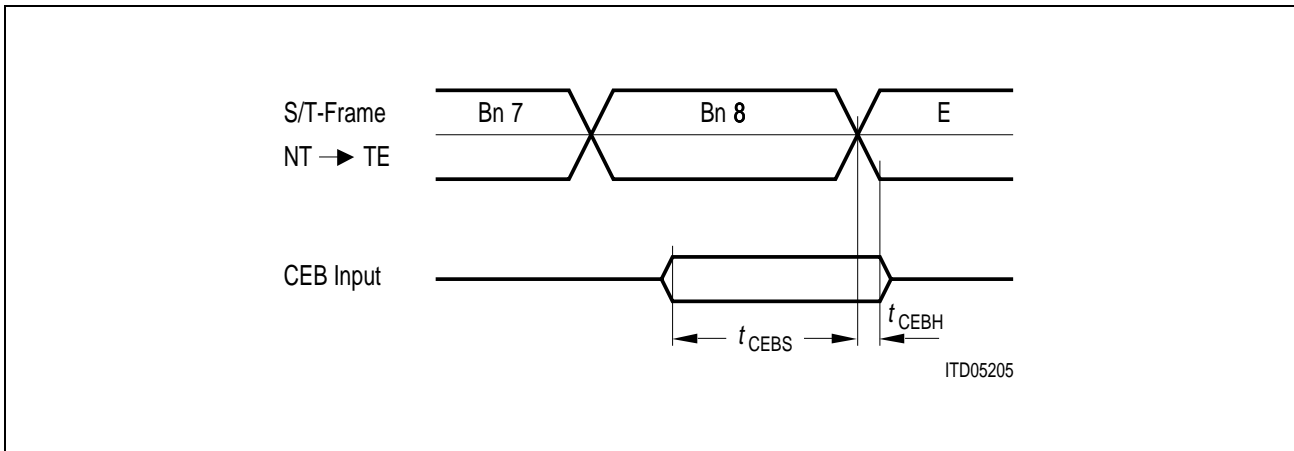 S/T-Frame
NT → TE
Bn 7
Bn 8
E
CEB Input
t CEBS
t CEBH
ITD05205